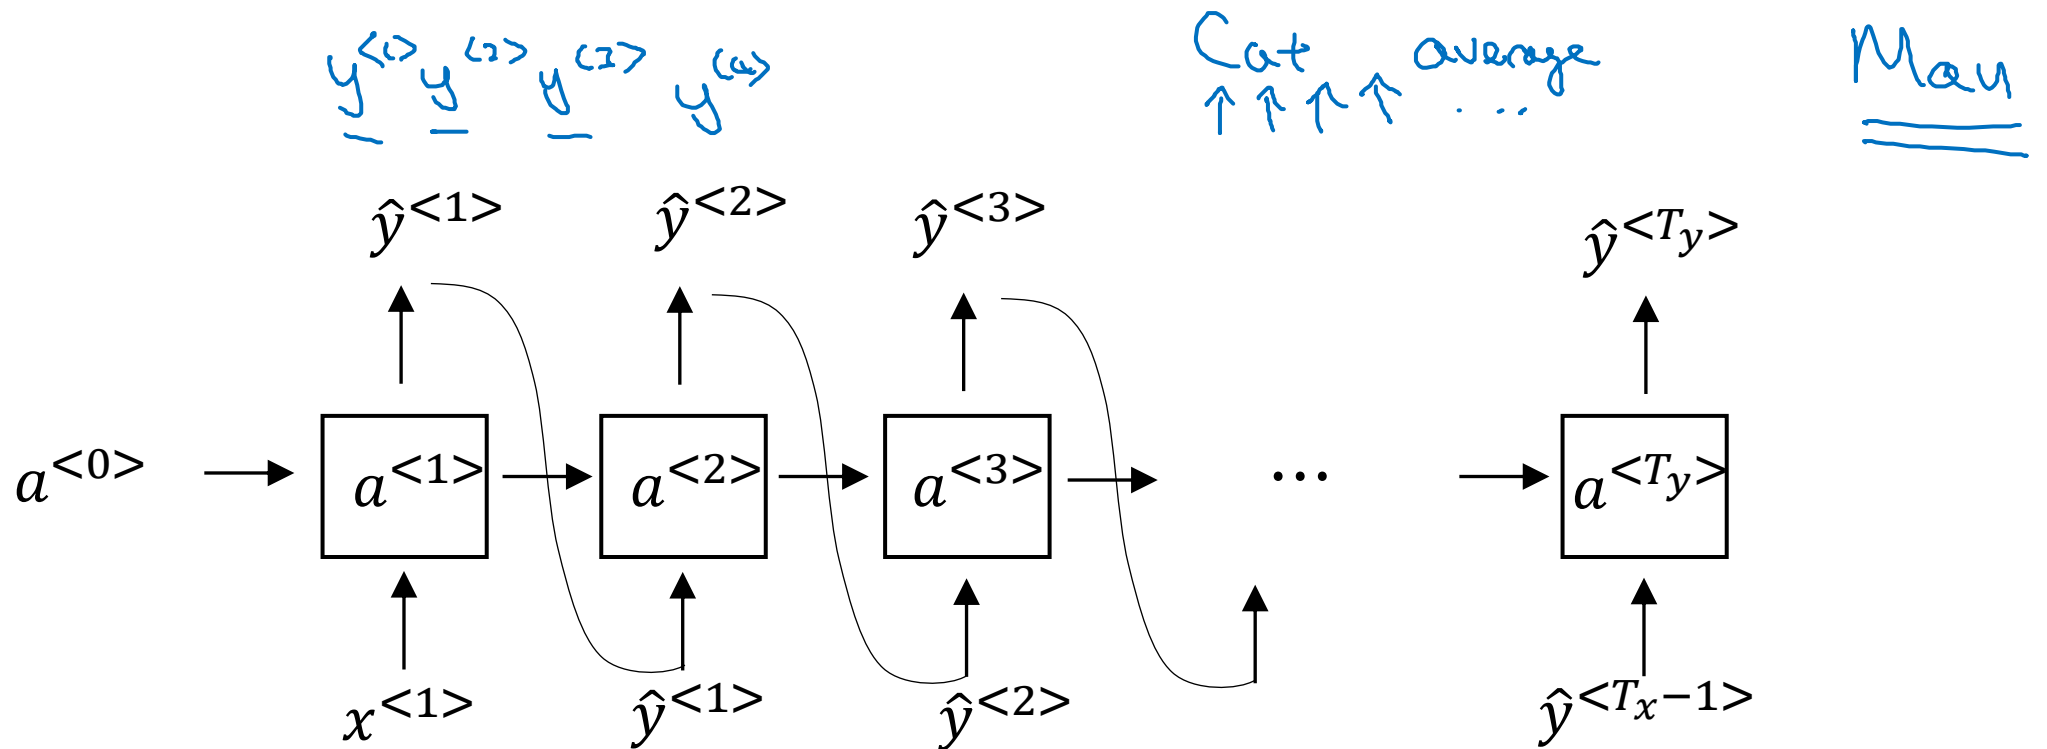 y<1> y<2> y<3> y<4> Cat average Mau
↑ ↑ ↑ ↑ ...
ŷ<1> ŷ<2> ŷ<3> ŷ<Ty>
a<0> a<1> a<2> a<3> ... a<Ty>
x<1> ŷ<1> ŷ<2> ŷ<Tx−1>